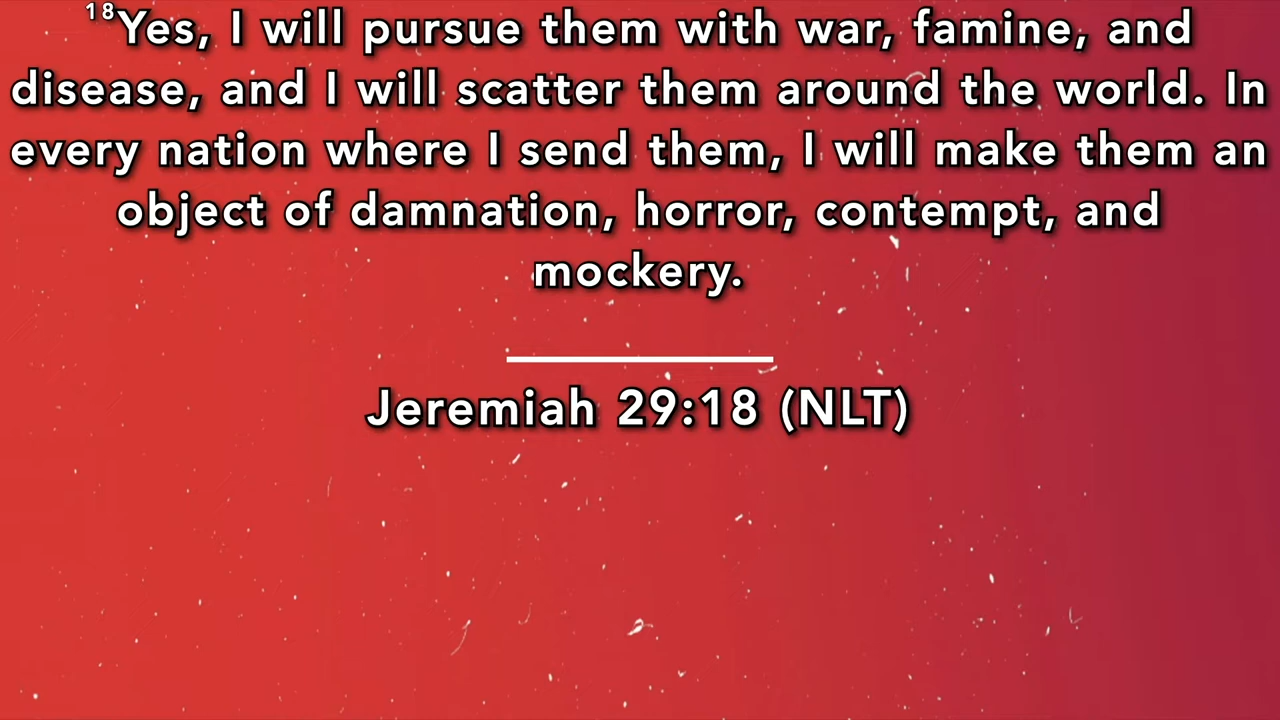 18Yes, I will pursue them with war, famine, and
disease, and I will scatter them around the world. In
every nation where I send them, I will make them an
object of damnation, horror, contempt, and
mockery.
Jeremiah 29:18 (NLT)